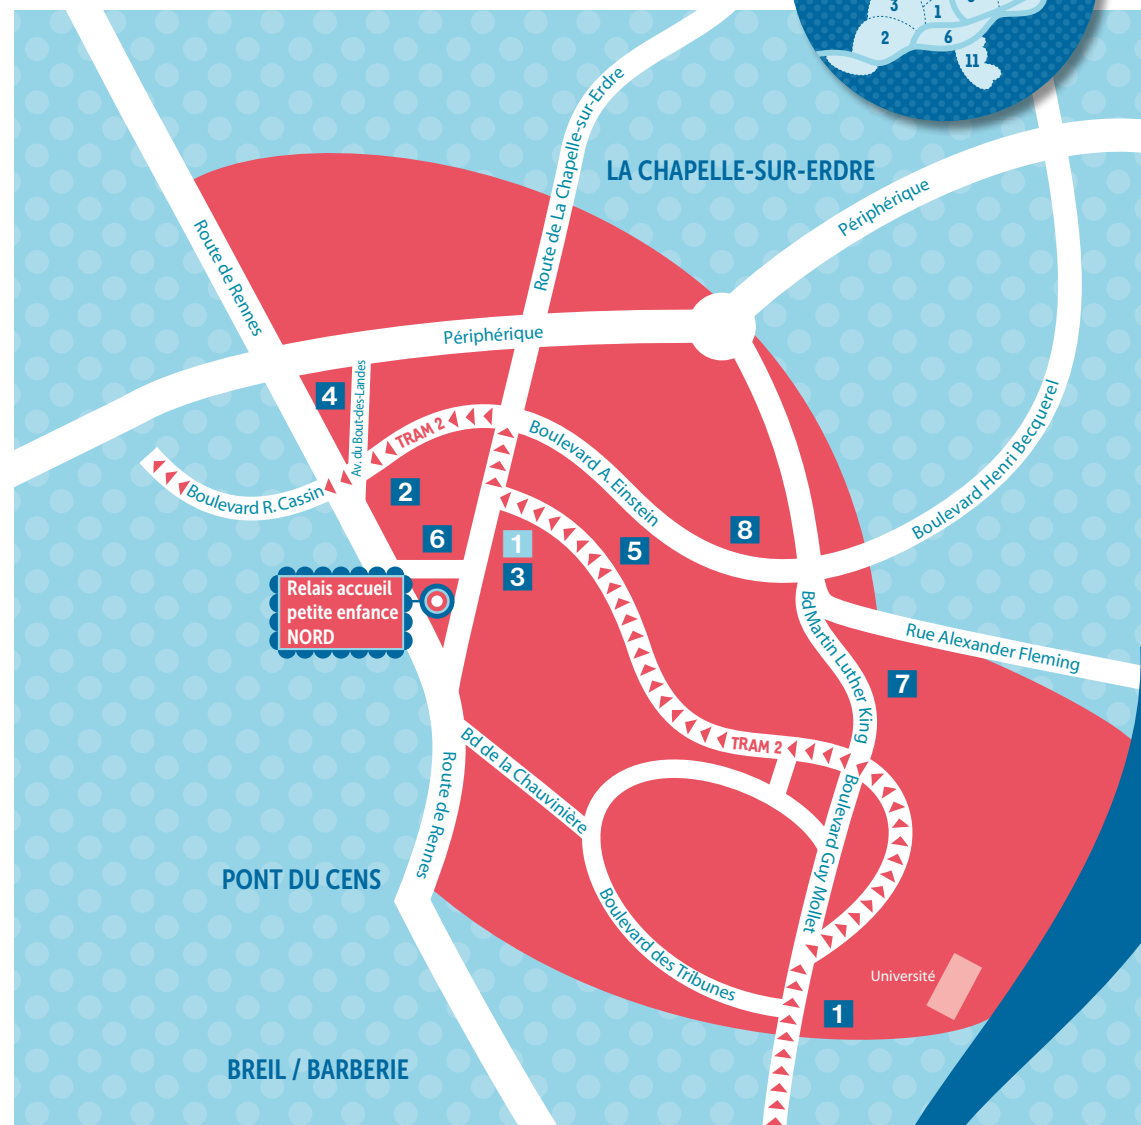 3
1
2
6
11
Route de La Chapelle-sur-Erdre
LA CHAPELLE-SUR-ERDRE
Périphérique
Route de Rennes
Périphérique
4
Av. du Bout-des-Landes
TRAM 2
Boulevard A. Einstein
Boulevard Henri Becquerel
Boulevard R. Cassin
2
6
1
5
8
3
Relais accueil
petite enfance
NORD
Bd Martin Luther King
Rue Alexander Fleming
7
TRAM 2
Bd de la Chauvinière
Route de Rennes
Boulevard Guy Mollet
PONT DU CENS
Boulevard des Tribunes
Université
1
BREIL / BARBERIE